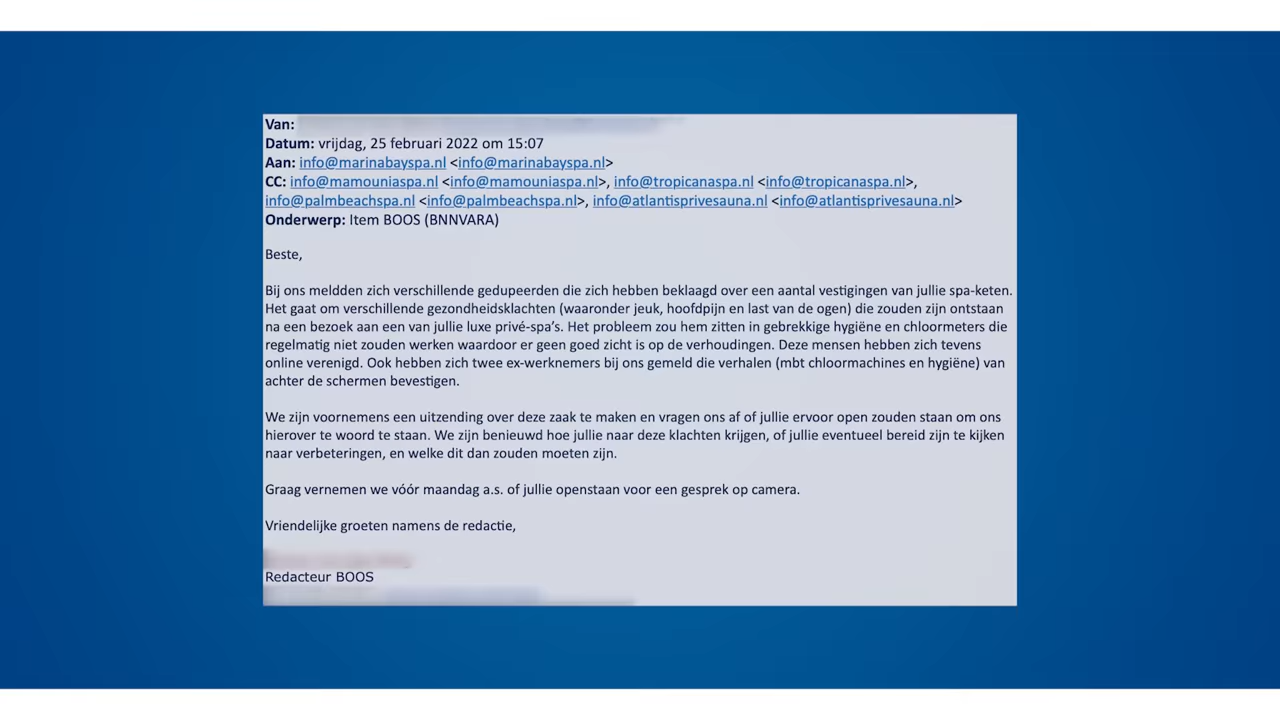 Van:
Datum: vrijdag, 25 februari 2022 om 15:07
Aan: info@marinabayspa.nl <info@marinabayspa.nl>
CC: info@mamouniaspa.nl <info@mamouniaspa.nl>, info@tropicanaspa.nl <info@tropicanaspa.nl>,
info@palmbeachspa.nl <info@palmbeachspa.nl>, info@atlantisprivesauna.nl <info@atlantisprivesauna.nl>
Onderwerp: Item BOOS (BNNVARA)
Beste,
Bij ons meldden zich verschillende gedupeerden die zich hebben beklaagd over een aantal vestigingen van jullie spa-keten.
Het gaat om verschillende gezondheidsklachten (waaronder jeuk, hoofdpijn en last van de ogen) die zouden zijn ontstaan
na een bezoek aan een van jullie luxe privé-spa's. Het probleem zou hem zitten in gebrekkige hygiëne en chloormeters die
regelmatig niet zouden werken waardoor er geen goed zicht is op de verhoudingen. Deze mensen hebben zich tevens
online verenigd. Ook hebben zich twee ex-werknemers bij ons gemeld die verhalen (mbt chloormachines en hygiëne) van
achter de schermen bevestigen.
We zijn voornemens een uitzending over deze zaak te maken en vragen ons af of jullie ervoor open zouden staan om ons
hierover te woord te staan. We zijn benieuwd hoe jullie naar deze klachten krijgen, of jullie eventueel bereid zijn te kijken
naar verbeteringen, en welke dit dan zouden moeten zijn.
Graag vernemen we vóór maandag a.s. of jullie openstaan voor een gesprek op camera.
Vriendelijke groeten namens de redactie,
Redacteur BOOS